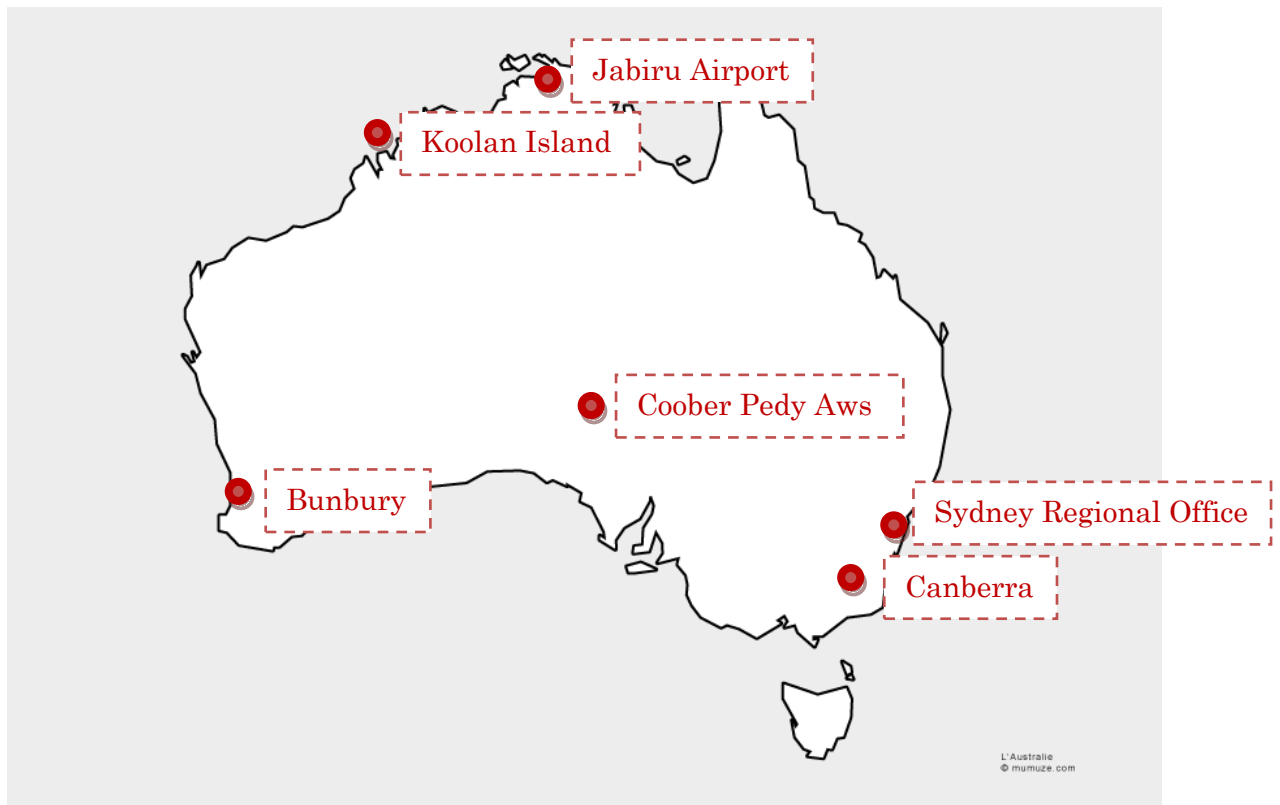 Jabiru Airport
Koolan Island
Coober Pedy Aws
Bunbury
Sydney Regional Office
Canberra
L'Australie
© mumuze.com